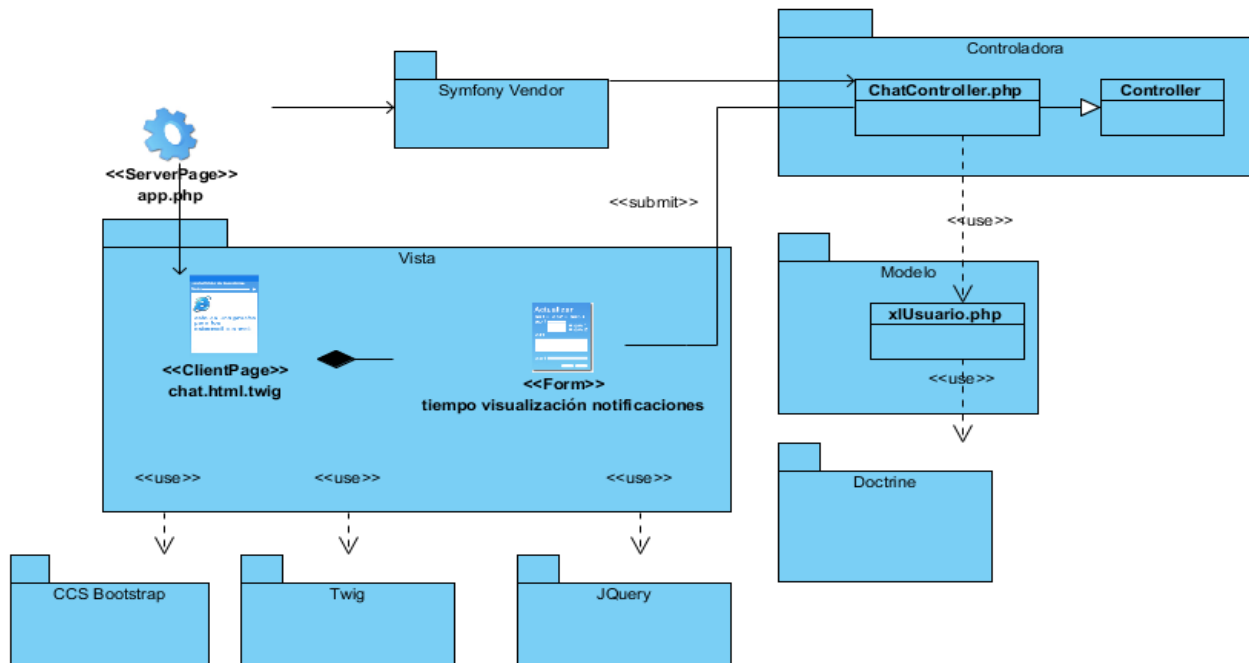 Controladora
Symfony Vendor
ChatController.php
Controller
<<ServerPage>>
app.php
<<submit>>
<<use>>
Vista
Modelo
Actualizar
xlUsuario.php
<<ClientPage>>
chat.html.twig
<<Form>>
tiempo visualización notificaciones
<<use>>
<<use>>
<<use>>
<<use>>
Doctrine
CCS Bootstrap
Twig
JQuery